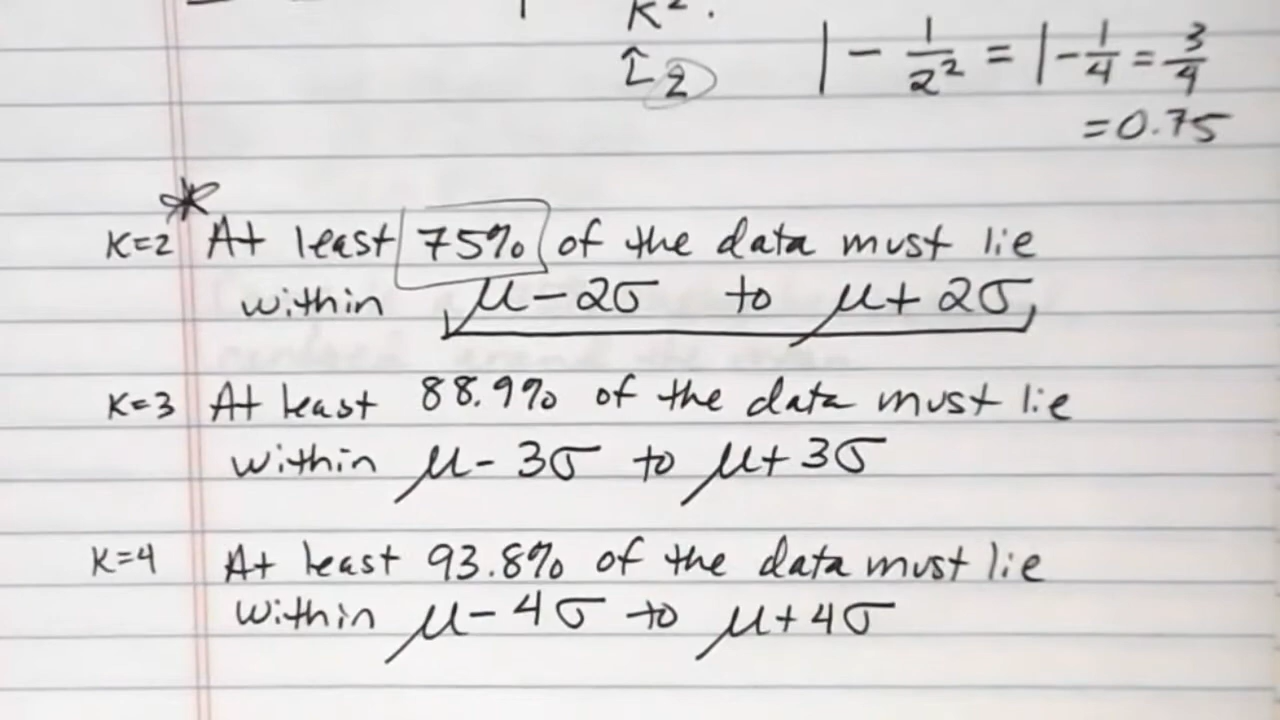 K².
↑ 2
1 - 1/2² = 1 - 1/4 = 3/4
= 0.75
K=2 * At least 75% of the data must lie
within μ-2σ to μ+2σ,
K=3 At least 88.9% of the data must lie
within μ-3σ to μ+3σ
K=4 At least 93.8% of the data must lie
within μ-4σ to μ+4σ